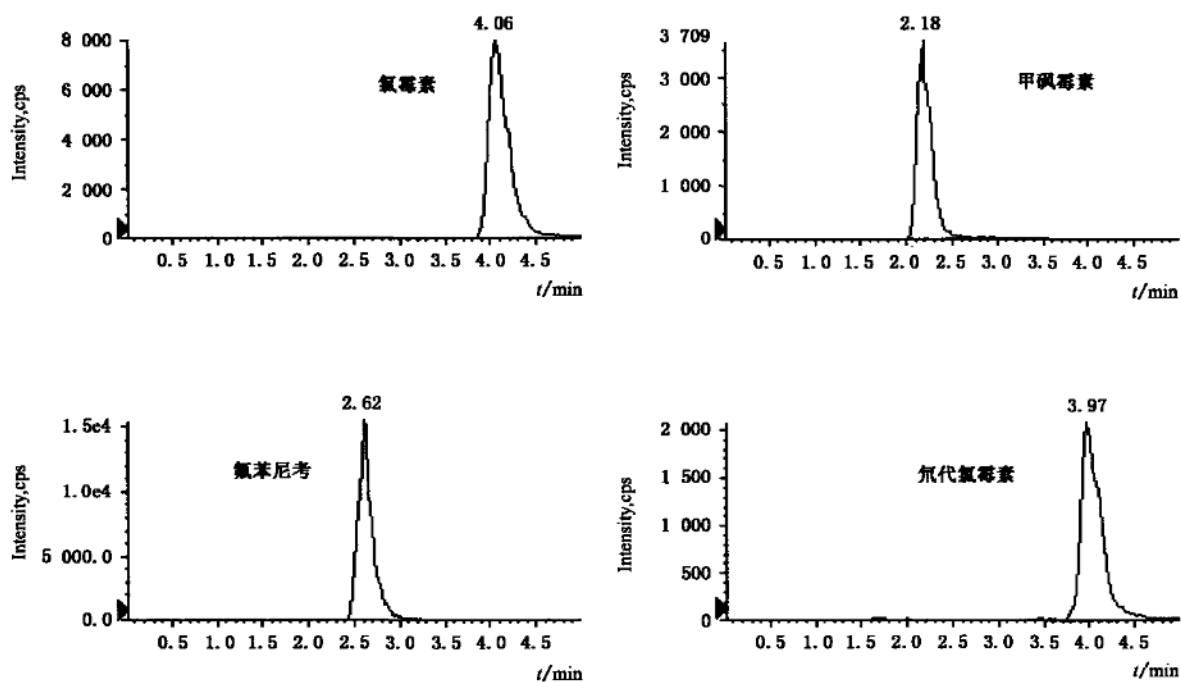 4.06
8 000
6 000
4 000
2 000
0
Intensity,cps
氯霉素
0.5 1.0 1.5 2.0 2.5 3.0 3.5 4.0 4.5
t/min
2.18
3 709
3 000
2 000
1 000
0
Intensity,cps
甲砜霉素
0.5 1.0 1.5 2.0 2.5 3.0 3.5 4.0 4.5
t/min
2.62
1.5e4
1.0e4
5 000.0
0.0
Intensity,cps
氟苯尼考
0.5 1.0 1.5 2.0 2.5 3.0 3.5 4.0 4.5
t/min
3.97
2 000
1 500
1 000
500
0
Intensity,cps
氘代氯霉素
0.5 1.0 1.5 2.0 2.5 3.0 3.5 4.0 4.5
t/min